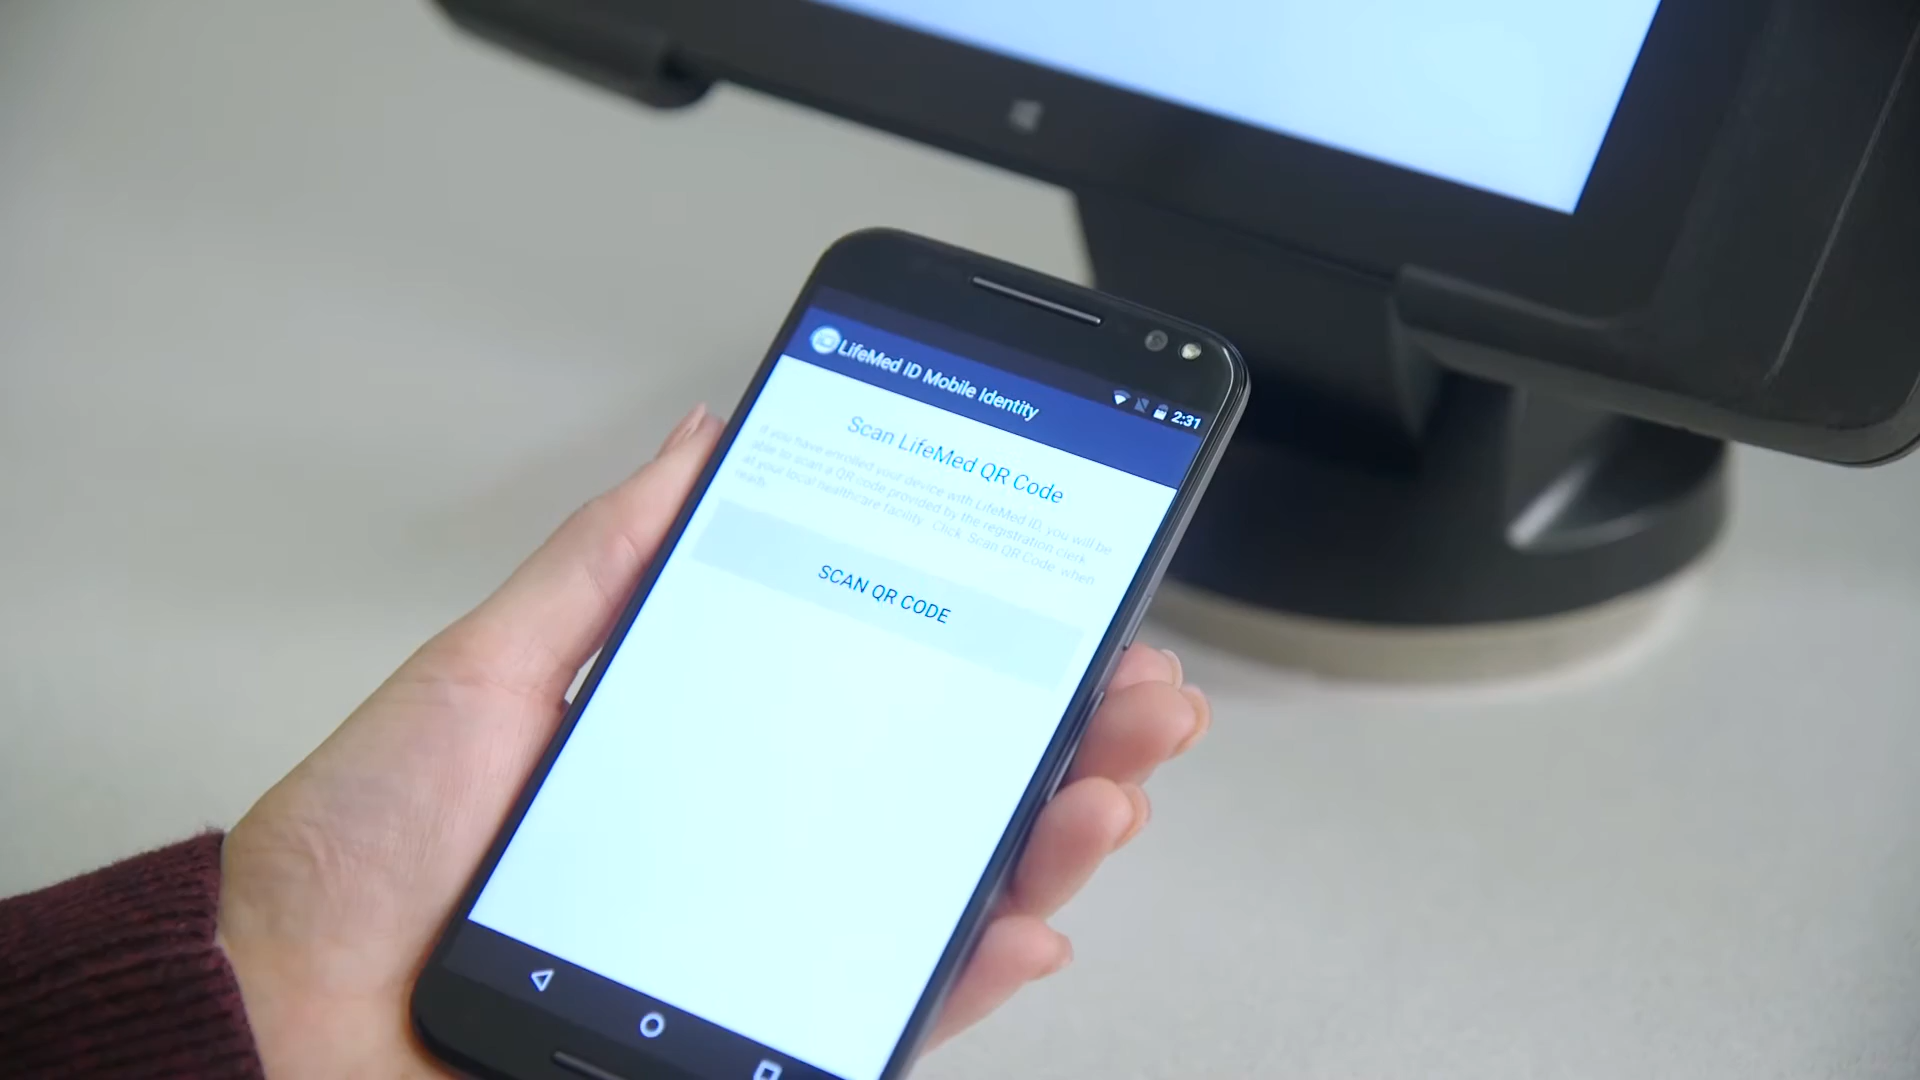 2:31
LifeMed ID Mobile Identity
Scan LifeMed QR Code
If you have enrolled your device with LifeMed ID, you will be
able to scan a QR code provided by the registration clerk
at your local healthcare facility. Click Scan QR Code when
ready.
SCAN QR CODE